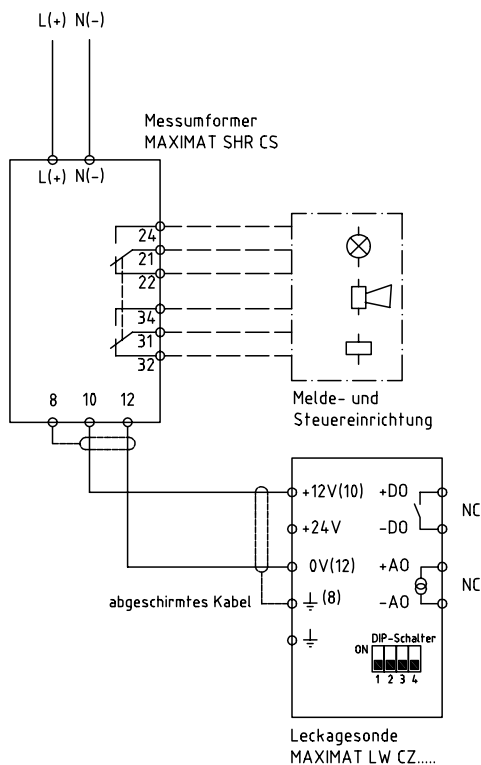 L(+) N(-)
Messumformer
MAXIMAT SHR CS
L(+) N(-)
24
21
22
34
31
32
8 10 12
Melde- und
Steuereinrichtung
+12V(10) +DO
NC
+24V -DO
0V(12) +AO
NC
abgeschirmtes Kabel
(8) -AO
DIP-Schalter
ON
1 2 3 4
Leckagesonde
MAXIMAT LW CZ.....